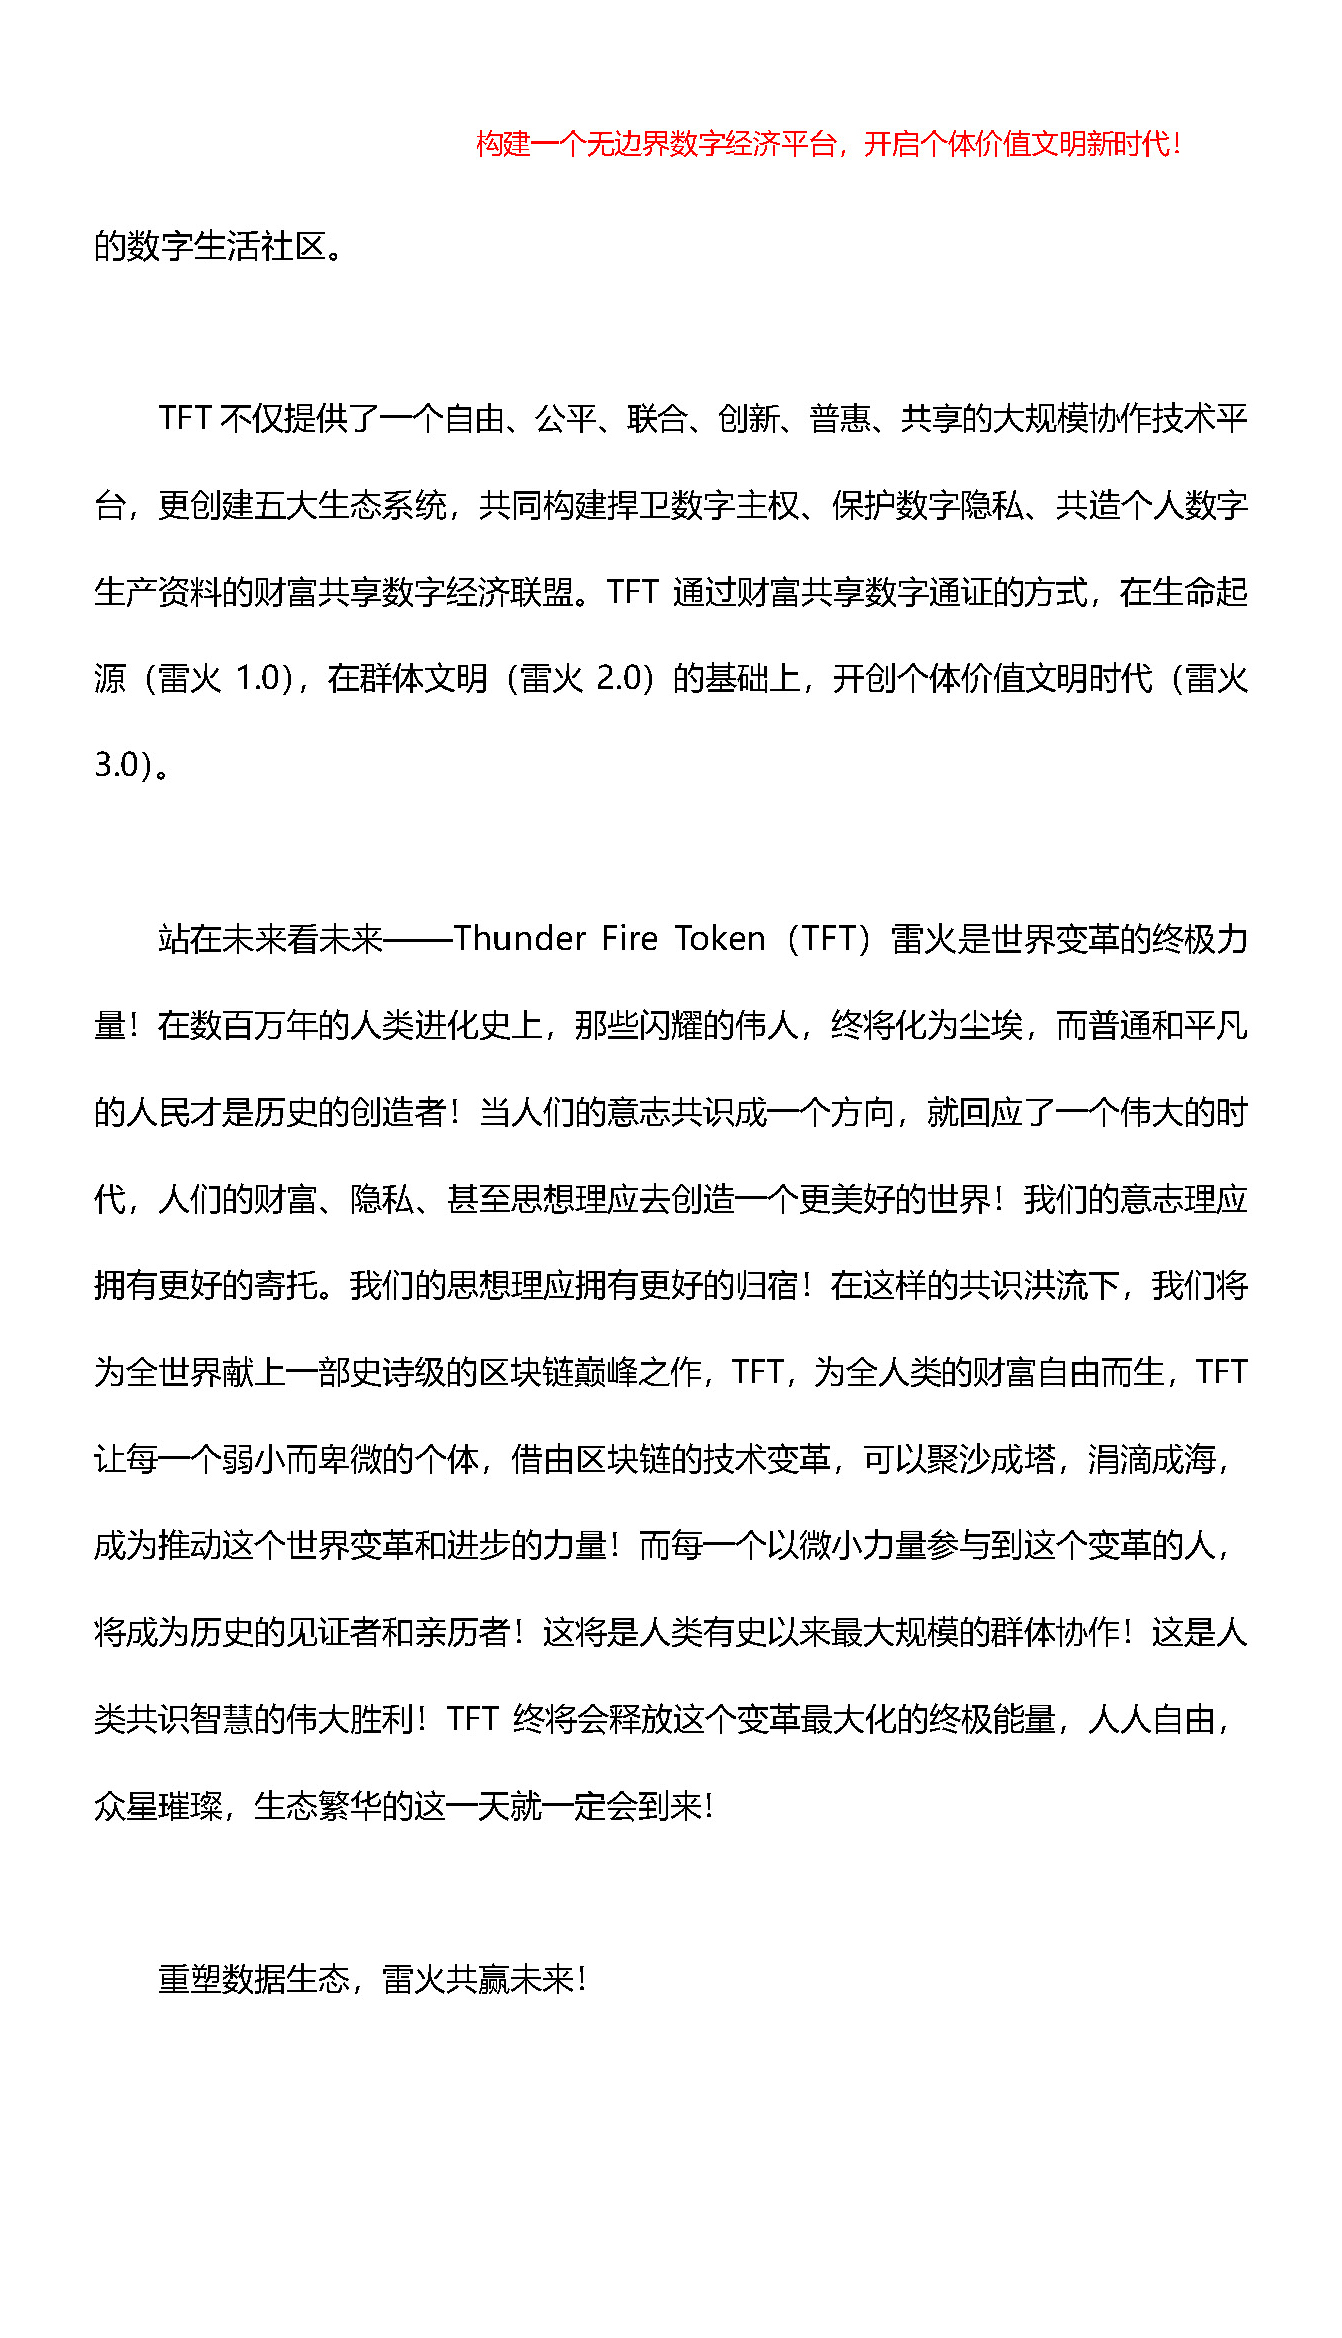 构建一个无边界数字经济平台，开启个体价值文明新时代！
的数字生活社区。
TFT 不仅提供了一个自由、公平、联合、创新、普惠、共享的大规模协作技术平
台，更创建五大生态系统，共同构建捍卫数字主权、保护数字隐私、共造个人数字
生产资料的财富共享数字经济联盟。TFT 通过财富共享数字通证的方式，在生命起
源（雷火 1.0），在群体文明（雷火 2.0）的基础上，开创个体价值文明时代（雷火
3.0）。
站在未来看未来——Thunder Fire Token（TFT）雷火是世界变革的终极力
量！在数百万年的人类进化史上，那些闪耀的伟人，终将化为尘埃，而普通和平凡
的人民才是历史的创造者！当人们的意志共识成一个方向，就回应了一个伟大的时
代，人们的财富、隐私、甚至思想理应去创造一个更美好的世界！我们的意志理应
拥有更好的寄托。我们的思想理应拥有更好的归宿！在这样的共识洪流下，我们将
为全世界献上一部史诗级的区块链巅峰之作，TFT，为全人类的财富自由而生，TFT
让每一个弱小而卑微的个体，借由区块链的技术变革，可以聚沙成塔，涓滴成海，
成为推动这个世界变革和进步的力量！而每一个以微小力量参与到这个变革的人，
将成为历史的见证者和亲历者！这将是人类有史以来最大规模的群体协作！这是人
类共识智慧的伟大胜利！TFT 终将会释放这个变革最大化的终极能量，人人自由，
众星璀璨，生态繁华的这一天就一定会到来！
重塑数据生态，雷火共赢未来！